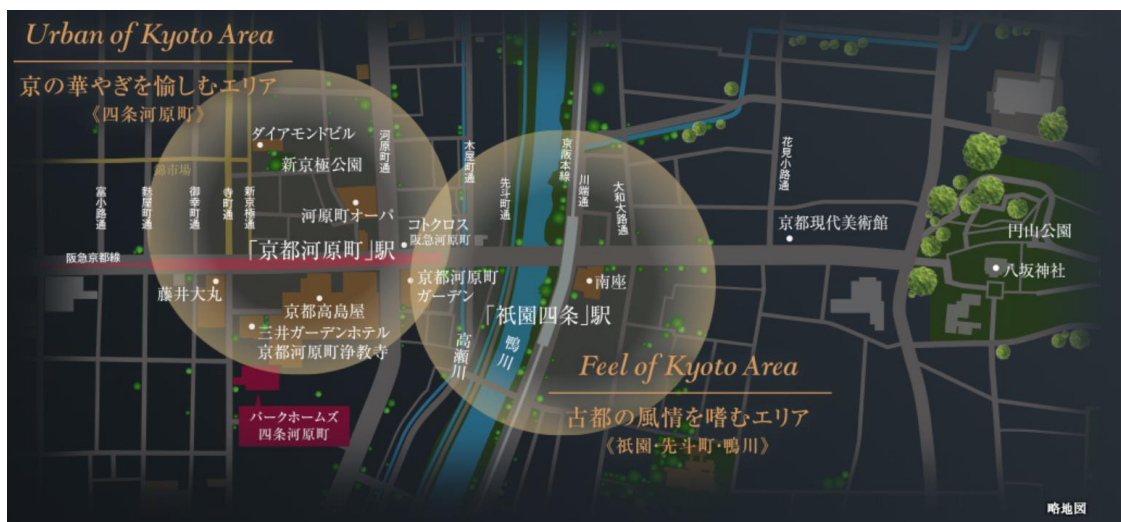 Urban of Kyoto Area
京の華やぎを愉しむエリア
《四条河原町》
ダイアモンドビル
新京極公園
河原町通
木屋町通
先斗町通
京阪本線
川端通
大和大路通
花見小路通
富小路通
麩屋町通
御幸町通
寺町通
新京極通
河原町オーパ
コトクロス
阪急河原町
京都現代美術館
円山公園
「京都河原町」駅
阪急京都線
八坂神社
藤井大丸
京都河原町
ガーデン
南座
京都高島屋
「祇園四条」駅
三井ガーデンホテル
京都河原町浄教寺
高瀬川
鴨川
Feel of Kyoto Area
パークホームズ
四条河原町
古都の風情を嗜むエリア
《祇園・先斗町・鴨川》
略地図